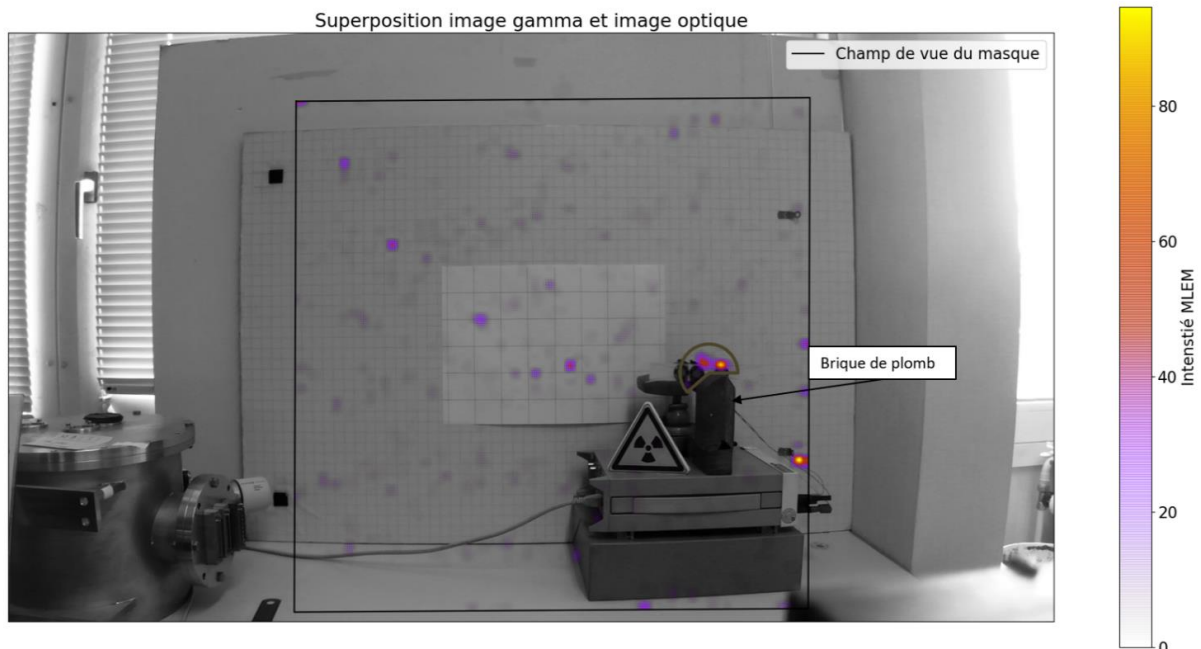 Superposition image gamma et image optique
Champ de vue du masque
Brique de plomb
80
60
40
20
0
Intenstié MLEM